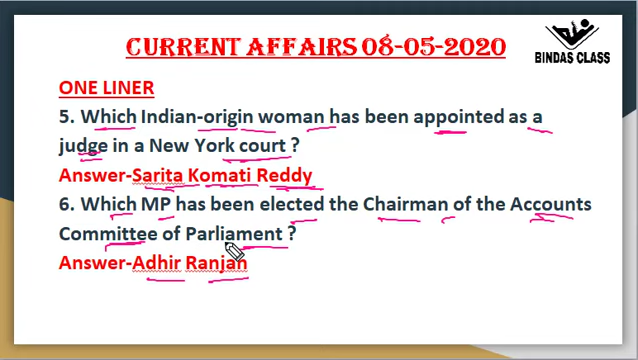 CURRENT AFFAIRS 08-05-2020
BINDAS CLASS
ONE LINER
5. Which Indian-origin woman has been appointed as a
judge in a New York court ?
Answer-Sarita Komati Reddy
6. Which MP has been elected the Chairman of the Accounts
Committee of Parliament ?
Answer-Adhir Ranjan